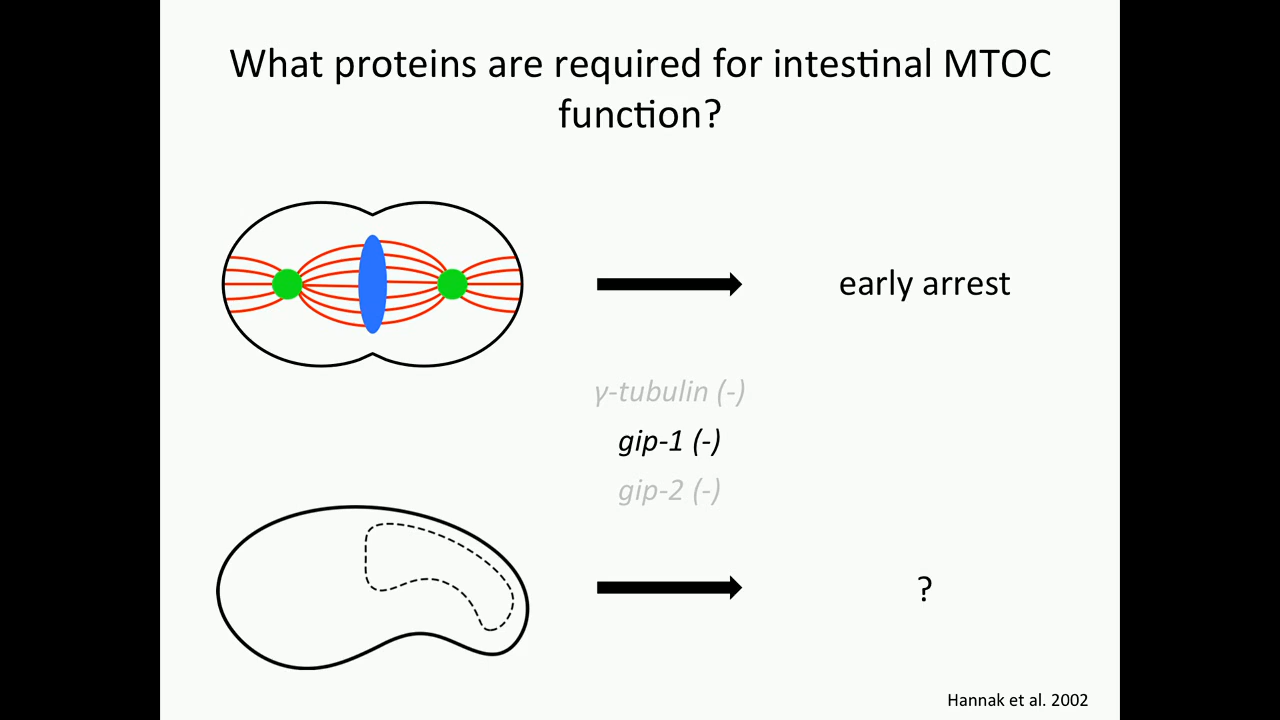 What proteins are required for intestinal MTOC
function?
early arrest
γ-tubulin (-)
gip-1 (-)
gip-2 (-)
?
Hannak et al. 2002